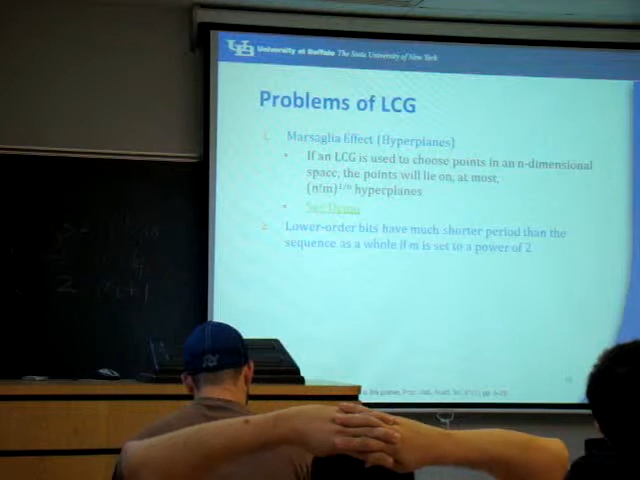 UB University at Buffalo The State University of New York
Problems of LCG
1. Marsaglia Effect (Hyperplanes)
• If an LCG is used to choose points in an n-dimensional
space, the points will lie on, at most,
(n!m)^1/n hyperplanes
• See Demo
2. Lower-order bits have much shorter period than the
sequence as a whole if m is set to a power of 2